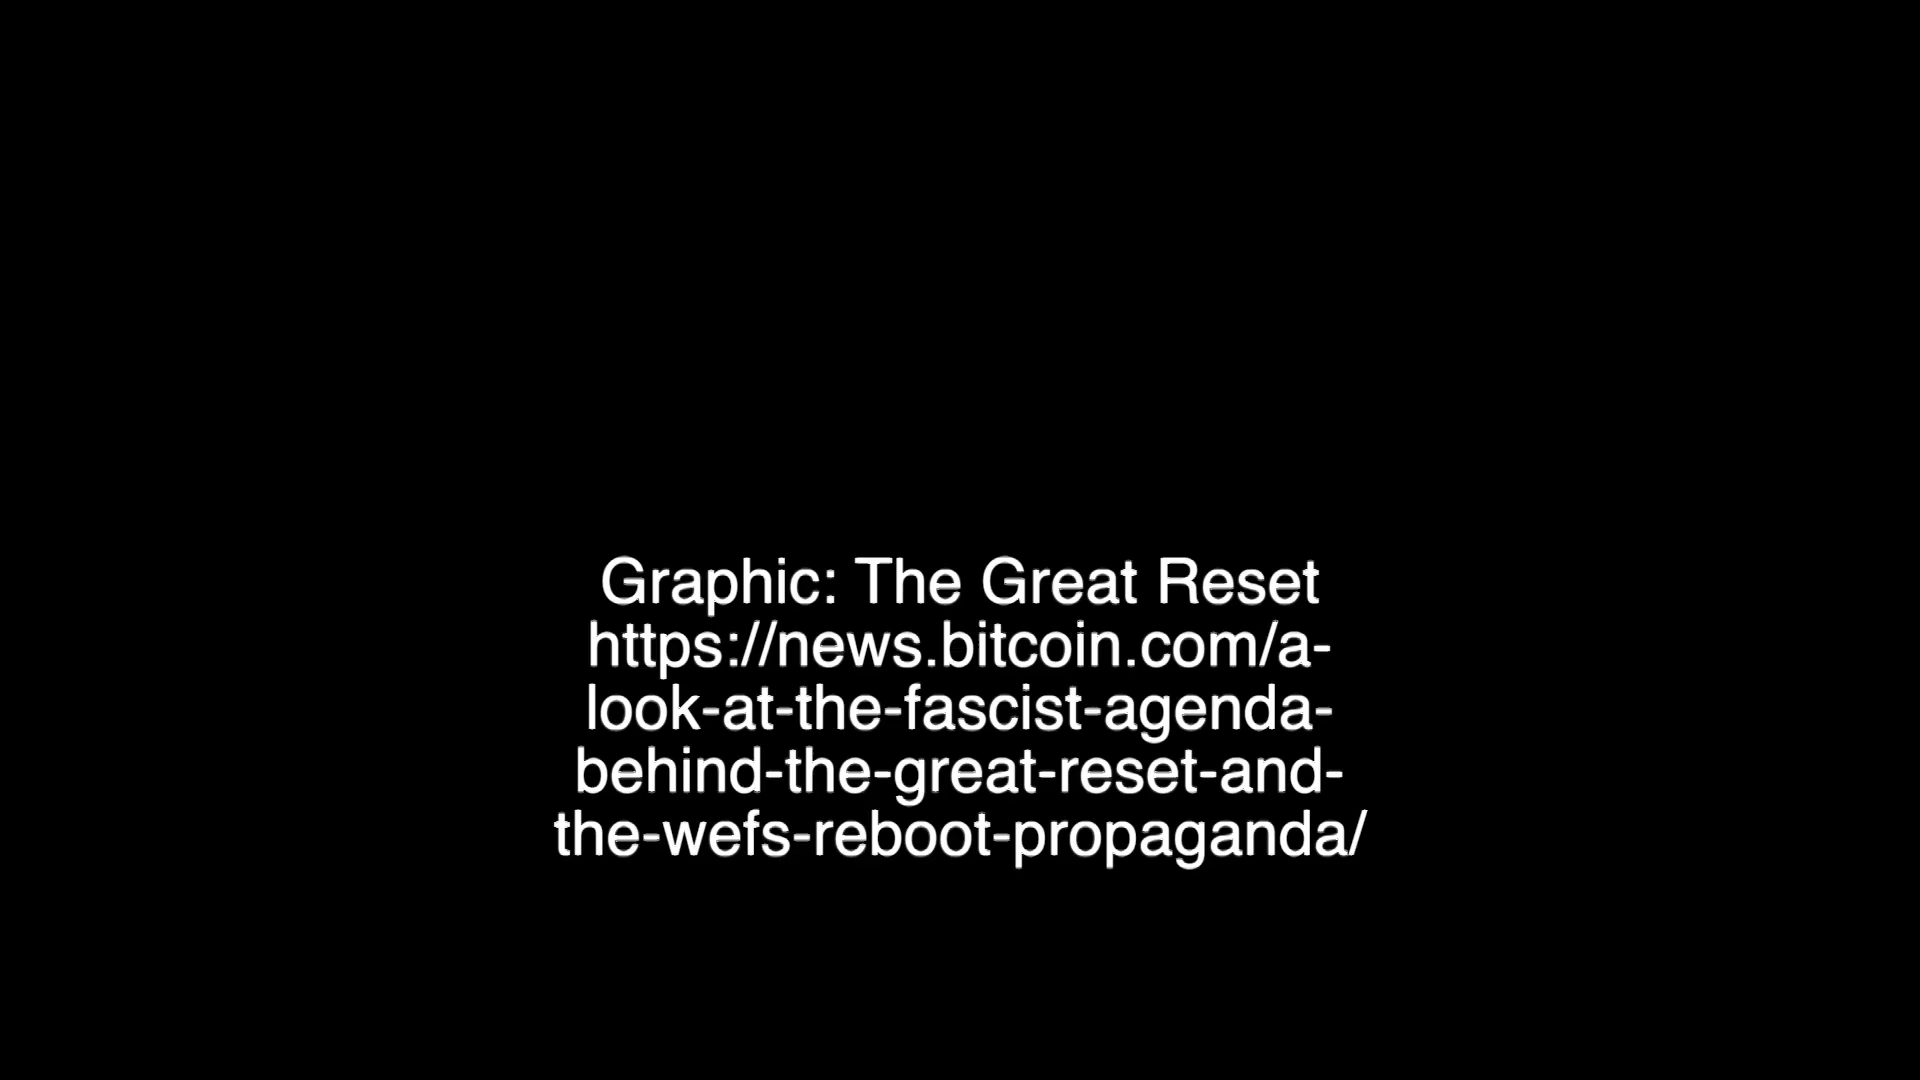 Graphic: The Great Reset
https://news.bitcoin.com/a-
look-at-the-fascist-agenda-
behind-the-great-reset-and-
the-wefs-reboot-propaganda/